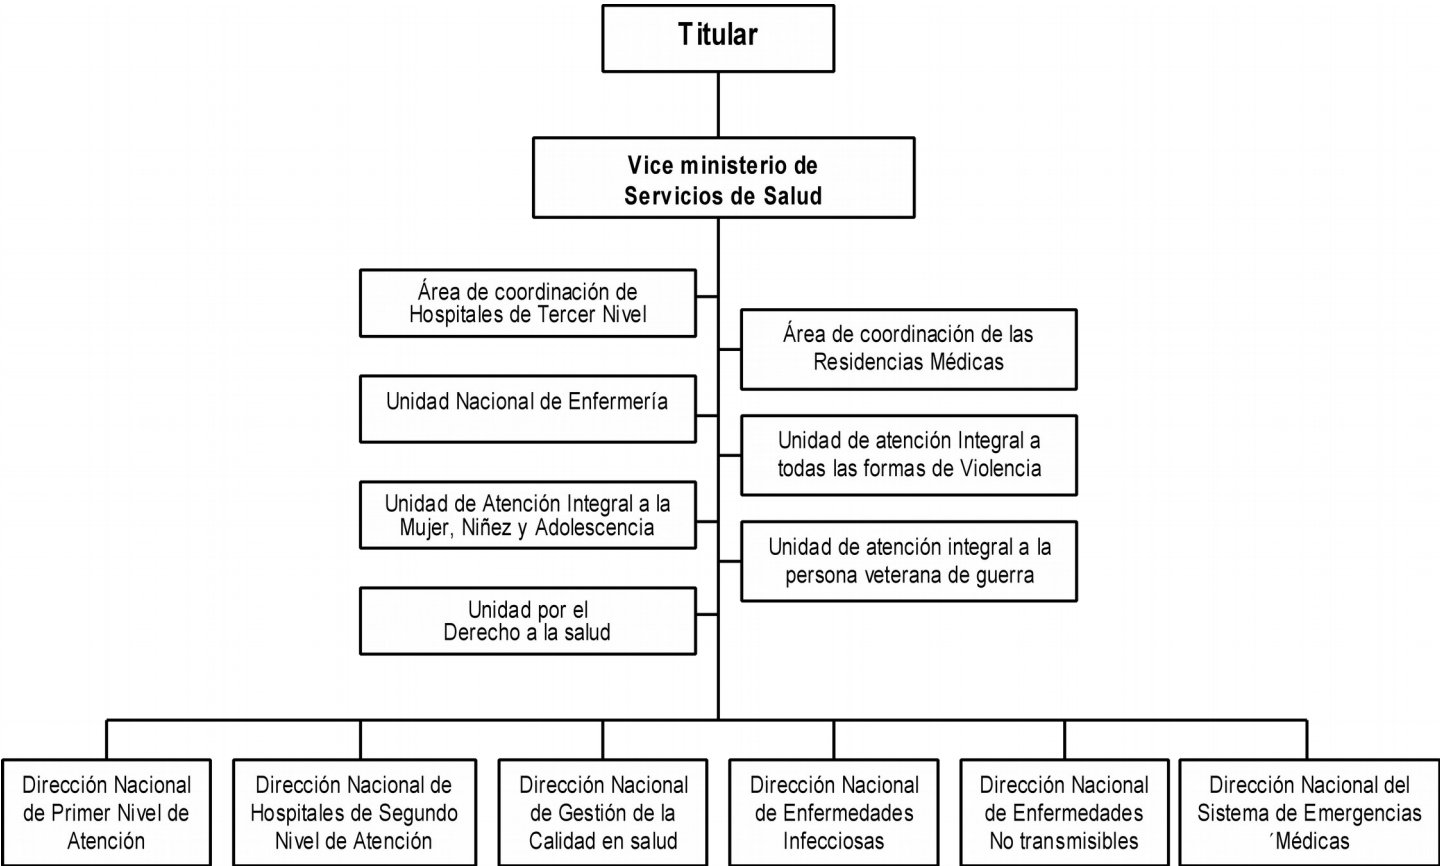 Titular
Vice ministerio de
Servicios de Salud
Área de coordinación de
Hospitales de Tercer Nivel
Área de coordinación de las
Residencias Médicas
Unidad Nacional de Enfermería
Unidad de atención Integral a
todas las formas de Violencia
Unidad de Atención Integral a la
Mujer, Niñez y Adolescencia
Unidad de atención integral a la
persona veterana de guerra
Unidad por el
Derecho a la salud
Dirección Nacional
de Primer Nivel de
Atención
Dirección Nacional de
Hospitales de Segundo
Nivel de Atención
Dirección Nacional
de Gestión de la
Calidad en salud
Dirección Nacional
de Enfermedades
Infecciosas
Dirección Nacional
de Enfermedades
No transmisibles
Dirección Nacional del
Sistema de Emergencias
´Médicas